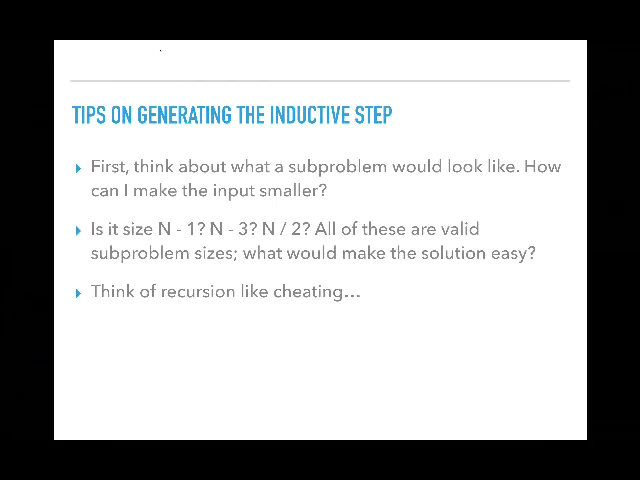 TIPS ON GENERATING THE INDUCTIVE STEP
First, think about what a subproblem would look like. How
can I make the input smaller?
Is it size N - 1? N - 3? N / 2? All of these are valid
subproblem sizes; what would make the solution easy?
Think of recursion like cheating…